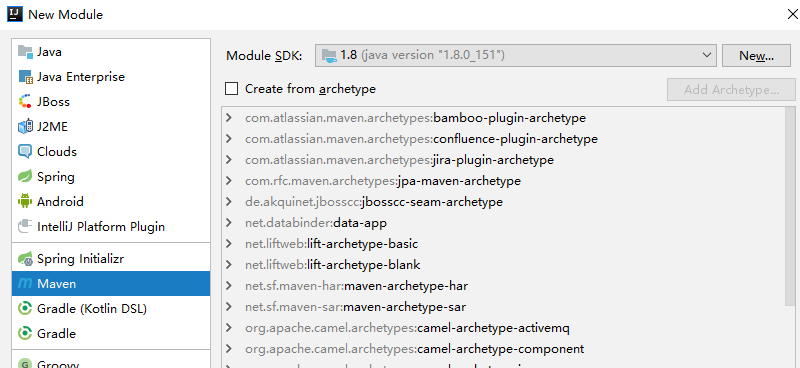 New Module
Java
Java Enterprise
JBoss
J2ME
Clouds
Spring
Android
IntelliJ Platform Plugin
Spring Initializr
Maven
Gradle (Kotlin DSL)
Gradle
Groovy
Module SDK: 1.8 (java version "1.8.0_151") New...
Create from archetype Add Archetype...
com.atlassian.maven.archetypes:bamboo-plugin-archetype
com.atlassian.maven.archetypes:confluence-plugin-archetype
com.atlassian.maven.archetypes:jira-plugin-archetype
com.rfc.maven.archetypes:jpa-maven-archetype
de.akquinet.jbosscc:jbosscc-seam-archetype
net.databinder:data-app
net.liftweb:lift-archetype-basic
net.liftweb:lift-archetype-blank
net.sf.maven-har:maven-archetype-har
net.sf.maven-sar:maven-archetype-sar
org.apache.camel.archetypes:camel-archetype-activemq
org.apache.camel.archetypes:camel-archetype-component